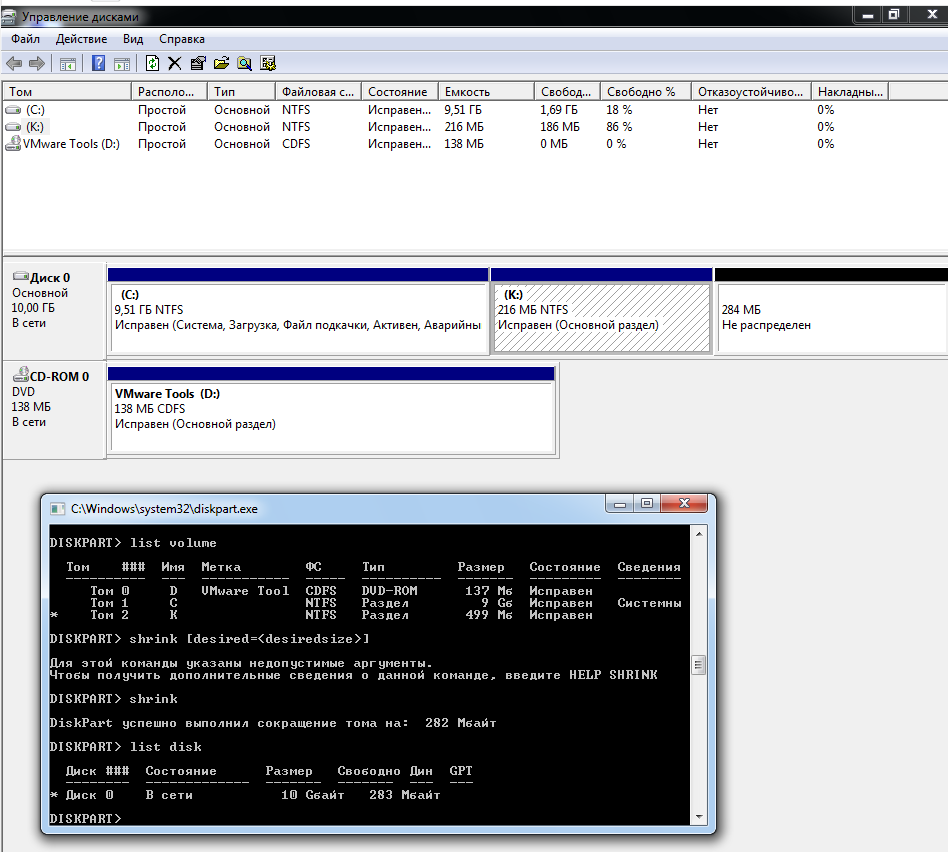 Управление дисками
Файл Действие Вид Справка
Том Располо... Тип Файловая с... Состояние Емкость Свобод... Свободно % Отказоустойчиво... Накладны...
(C:) Простой Основной NTFS Исправен... 9,51 ГБ 1,69 ГБ 18 % Нет 0%
(K:) Простой Основной NTFS Исправен... 216 МБ 186 МБ 86 % Нет 0%
VMware Tools (D:) Простой Основной CDFS Исправен... 138 МБ 0 МБ 0 % Нет 0%
Диск 0
Основной
10,00 ГБ
В сети
(C:)
9,51 ГБ NTFS
Исправен (Система, Загрузка, Файл подкачки, Активен, Аварийны
(K:)
216 МБ NTFS
Исправен (Основной раздел)
284 МБ
Не распределен
CD-ROM 0
DVD
138 МБ
В сети
VMware Tools (D:)
138 МБ CDFS
Исправен (Основной раздел)
C:\Windows\system32\diskpart.exe
DISKPART> list volume
Том ### Имя Метка ФС Тип Размер Состояние Сведения
Том 0 D VMware Tool CDFS DVD-ROM 137 Mб Исправен
Том 1 C NTFS Раздел 9 Gб Исправен Системны
* Том 2 K NTFS Раздел 499 Mб Исправен
DISKPART> shrink [desired=<desiredsize>]
Для этой команды указаны недопустимые аргументы.
Чтобы получить дополнительные сведения о данной команде, введите HELP SHRINK
DISKPART> shrink
DiskPart успешно выполнил сокращение тома на: 282 Mбайт
DISKPART> list disk
Диск ### Состояние Размер Свободно Дин GPT
* Диск 0 В сети 10 Gбайт 283 Mбайт
DISKPART>